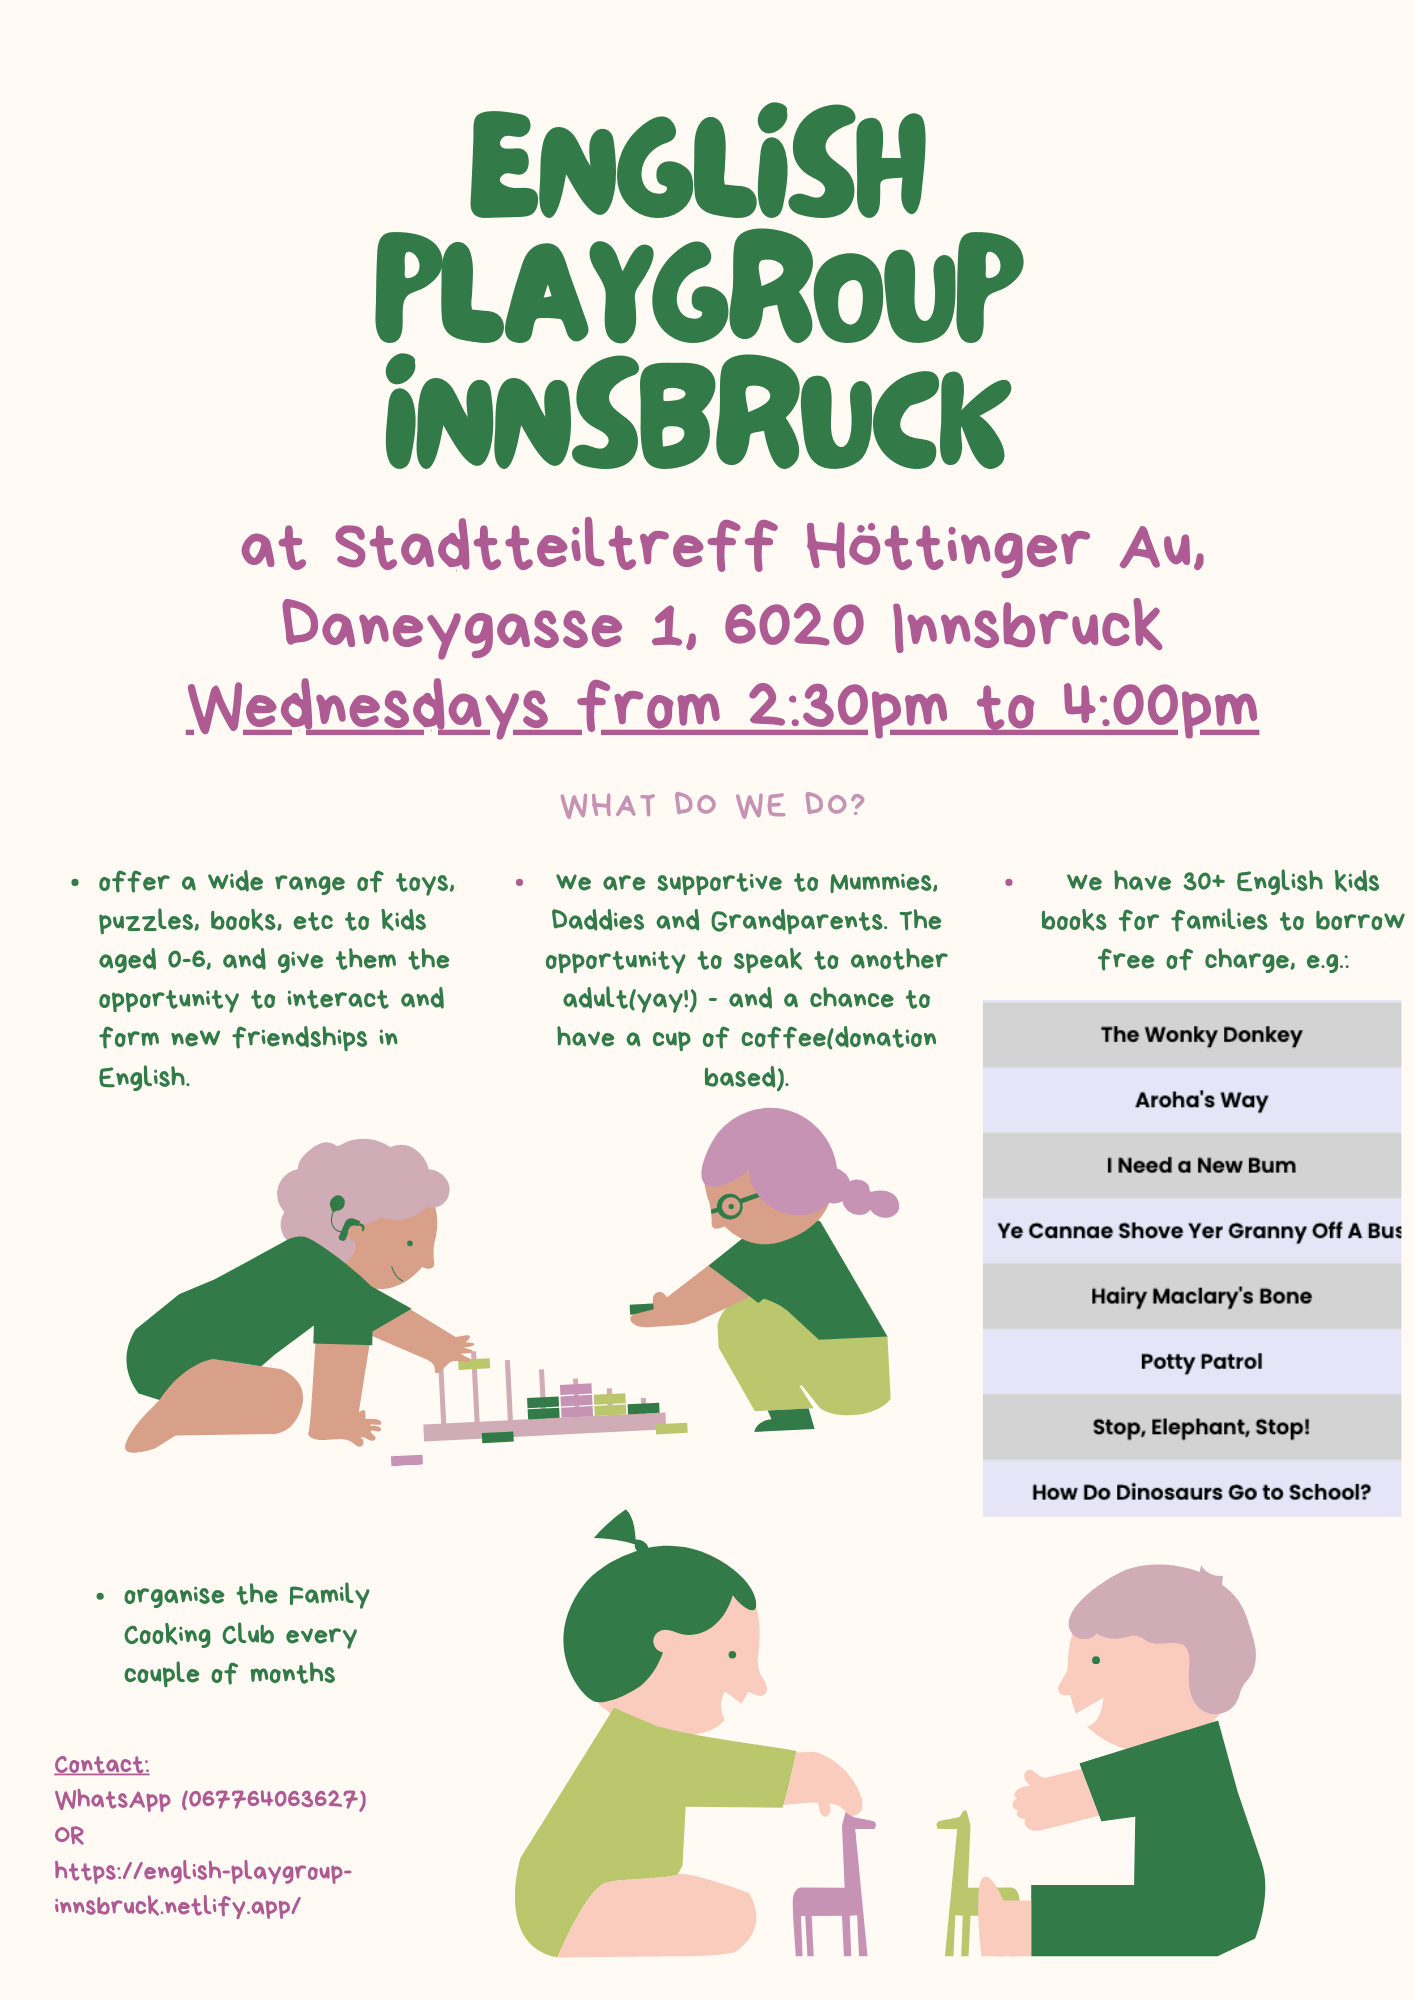 ENGLiSH
PLAYGROUP
iNNSBRUCK
at Stadtteiltreff Höttinger Au,
Daneygasse 1, 6020 Innsbruck
Wednesdays from 2:30pm to 4:00pm
WHAT DO WE DO?
• offer a wide range of toys,
puzzles, books, etc to kids
aged 0-6, and give them the
opportunity to interact and
form new friendships in
English.
• we are supportive to Mummies,
Daddies and Grandparents. The
opportunity to speak to another
adult(yay!) - and a chance to
have a cup of coffee(donation
based).
• we have 30+ English kids
books for families to borrow
free of charge, e.g.:
The Wonky Donkey
Aroha's Way
I Need a New Bum
Ye Cannae Shove Yer Granny Off A Bus
Hairy Maclary's Bone
Potty Patrol
Stop, Elephant, Stop!
How Do Dinosaurs Go to School?
• organise the Family
Cooking Club every
couple of months
Contact:
WhatsApp (067764063627)
OR
https://english-playgroup-
innsbruck.netlify.app/